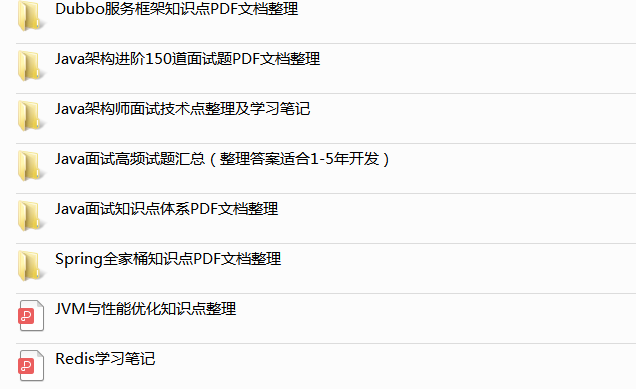 Dubbo服务框架知识点PDF文档整理
Java架构进阶150道面试题PDF文档整理
Java架构师面试技术点整理及学习笔记
Java面试高频试题汇总（整理答案适合1-5年开发）
Java面试知识点体系PDF文档整理
Spring全家桶知识点PDF文档整理
JVM与性能优化知识点整理
Redis学习笔记